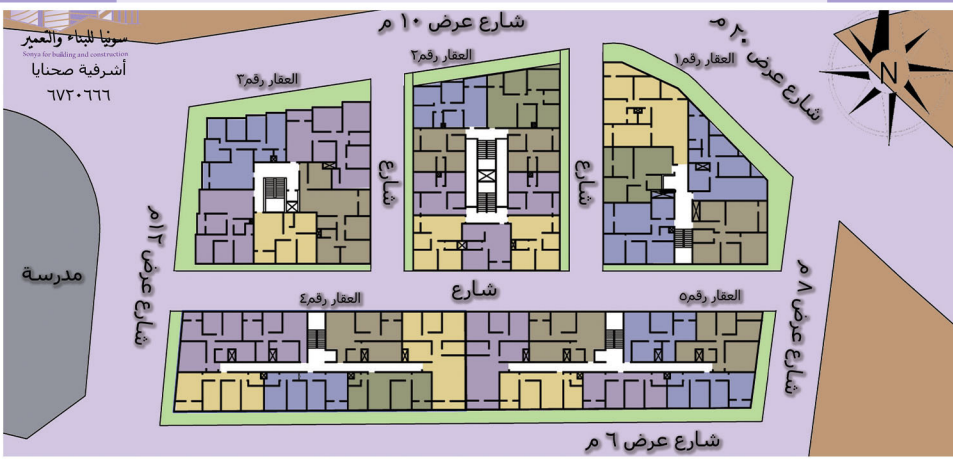 سونيا للبناء والتعمير
Sonya for building and construction
أشرفية صحنايا
٦٧٢٠٦٦٦
شارع عرض ١٠ م
شارع عرض ٢٠ م
العقار رقم١
العقار رقم٢
العقار رقم٣
N
شارع
شارع
شارع عرض ١٢م
مدرسة
شارع
العقار رقم٤
العقار رقم٥
شارع عرض ٨ م
شارع عرض ٦ م